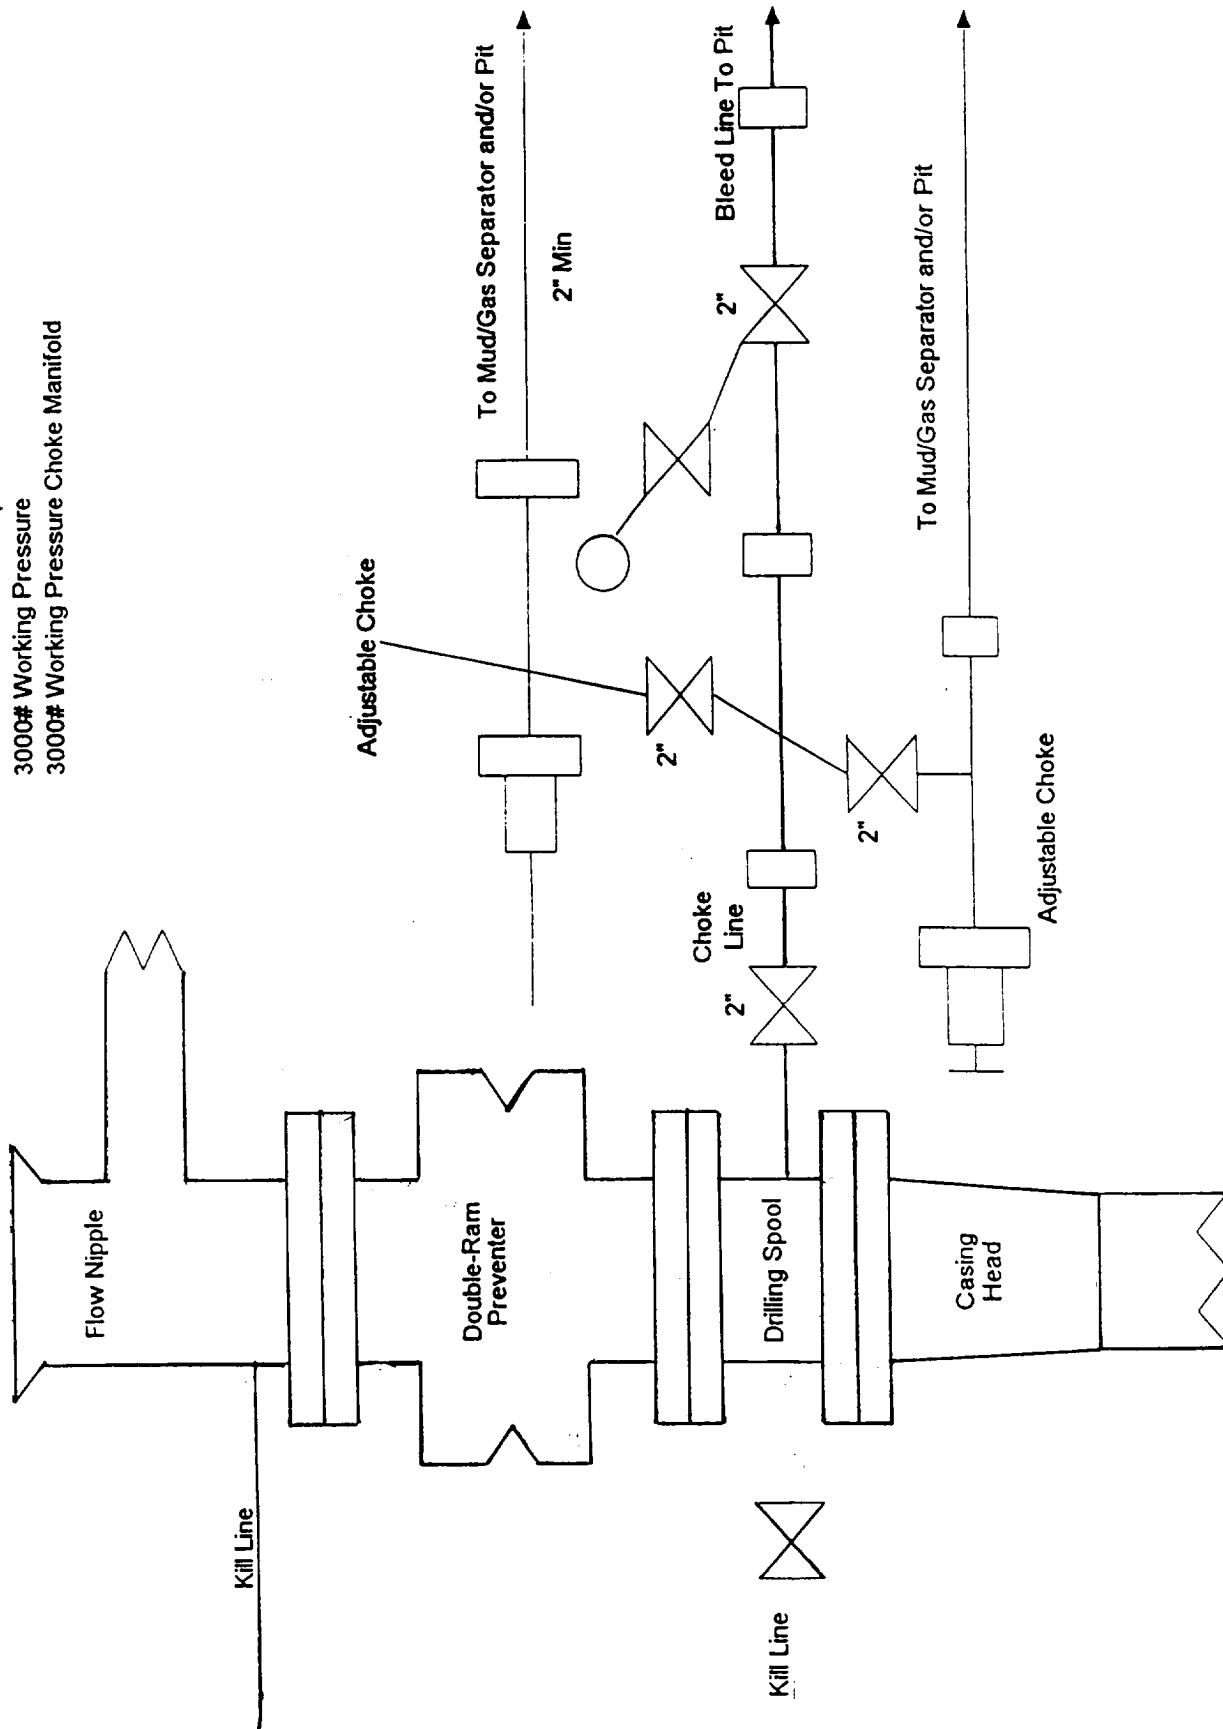 3000# Working Pressure
3000# Working Pressure Choke Manifold
Flow Nipple
Kill Line
Double-Ram
Preventer
Adjustable Choke
To Mud/Gas Separator and/or Pit
2" Min
2"
Drilling Spool
Kill Line
2"
Choke
Line
2"
Bleed Line To Pit
2"
Casing
Head
Adjustable Choke
To Mud/Gas Separator and/or Pit